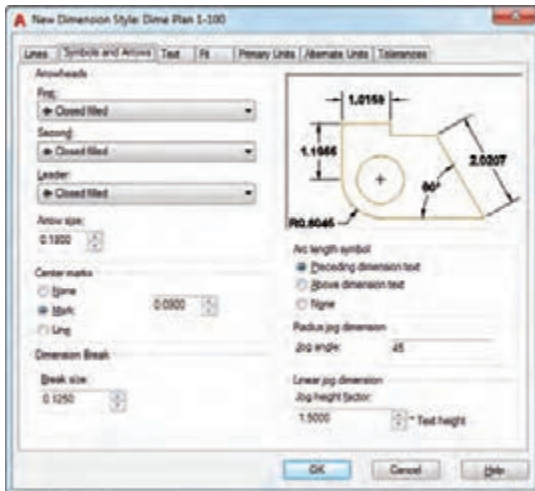 New Dimension Style: Dime Plan 1-100
Lines
Symbols and Arrows
Text
Fit
Primary Units
Alternate Units
Tolerances
Arrowheads
First:
Closed filled
Second:
Closed filled
Leader:
Closed filled
Arrow size:
0.1800
Center marks
None
Mark
Line
0.0900
Dimension Break
Break size:
0.1250
1.0159
1.1955
2.0207
60°
R0.8045
Arc length symbol
Preceding dimension text
Above dimension text
None
Radius jog dimension
Jog angle:
45
Linear jog dimension
Jog height factor:
1.5000
* Text height
OK
Cancel
Help